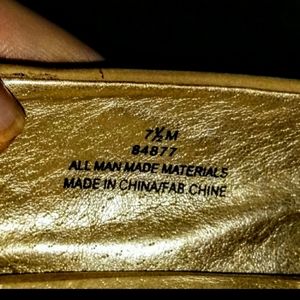 7½M
84877
ALL MAN MADE MATERIALS
MADE IN CHINA/FAB.CHINE